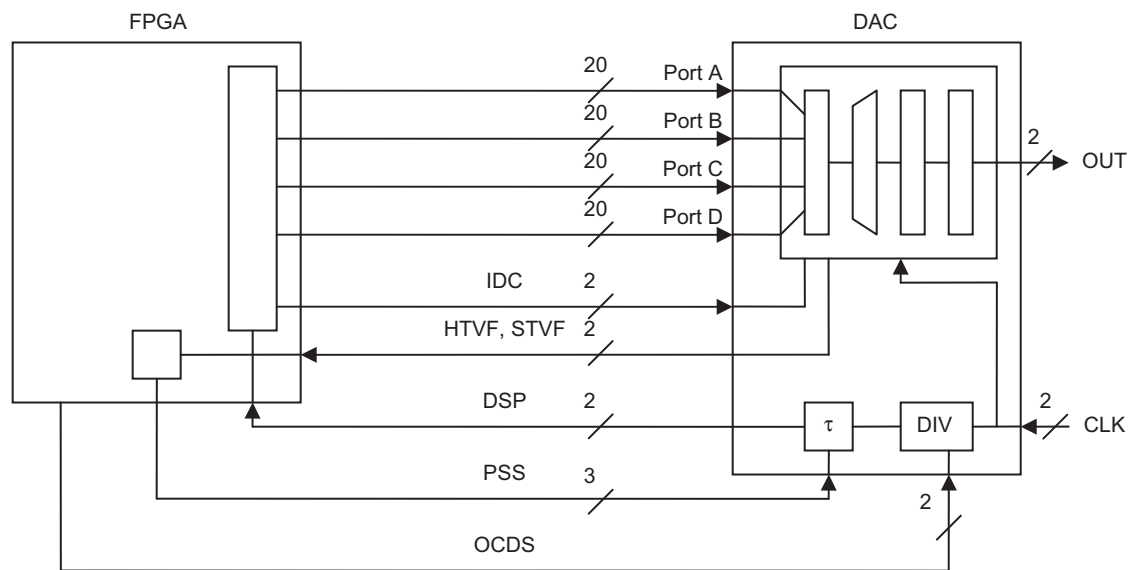 FPGA
DAC
20
Port A
20
Port B
20
Port C
20
Port D
2
OUT
IDC
2
HTVF, STVF
2
DSP
2
τ
DIV
2
CLK
PSS
3
2
OCDS